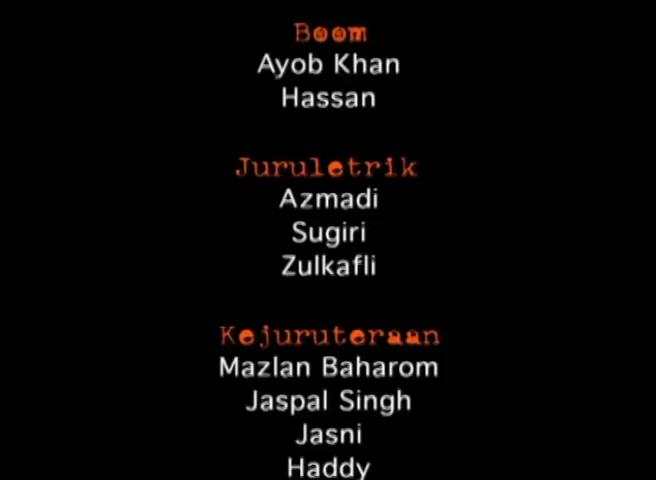 Boom
Ayob Khan
Hassan
Juruletrik
Azmadi
Sugiri
Zulkafli
Kejuruteraan
Mazlan Baharom
Jaspal Singh
Jasni
Haddy